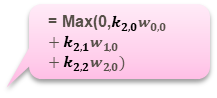 = Max(0,k₂,₀w₀,₀
+ k₂,₁w₁,₀
+ k₂,₂w₂,₀)